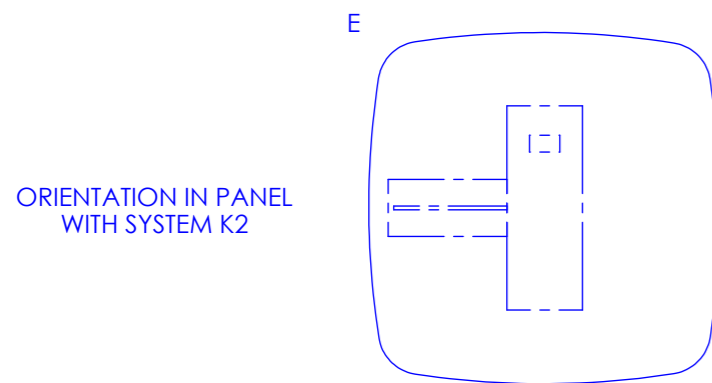 E
ORIENTATION IN PANEL
WITH SYSTEM K2